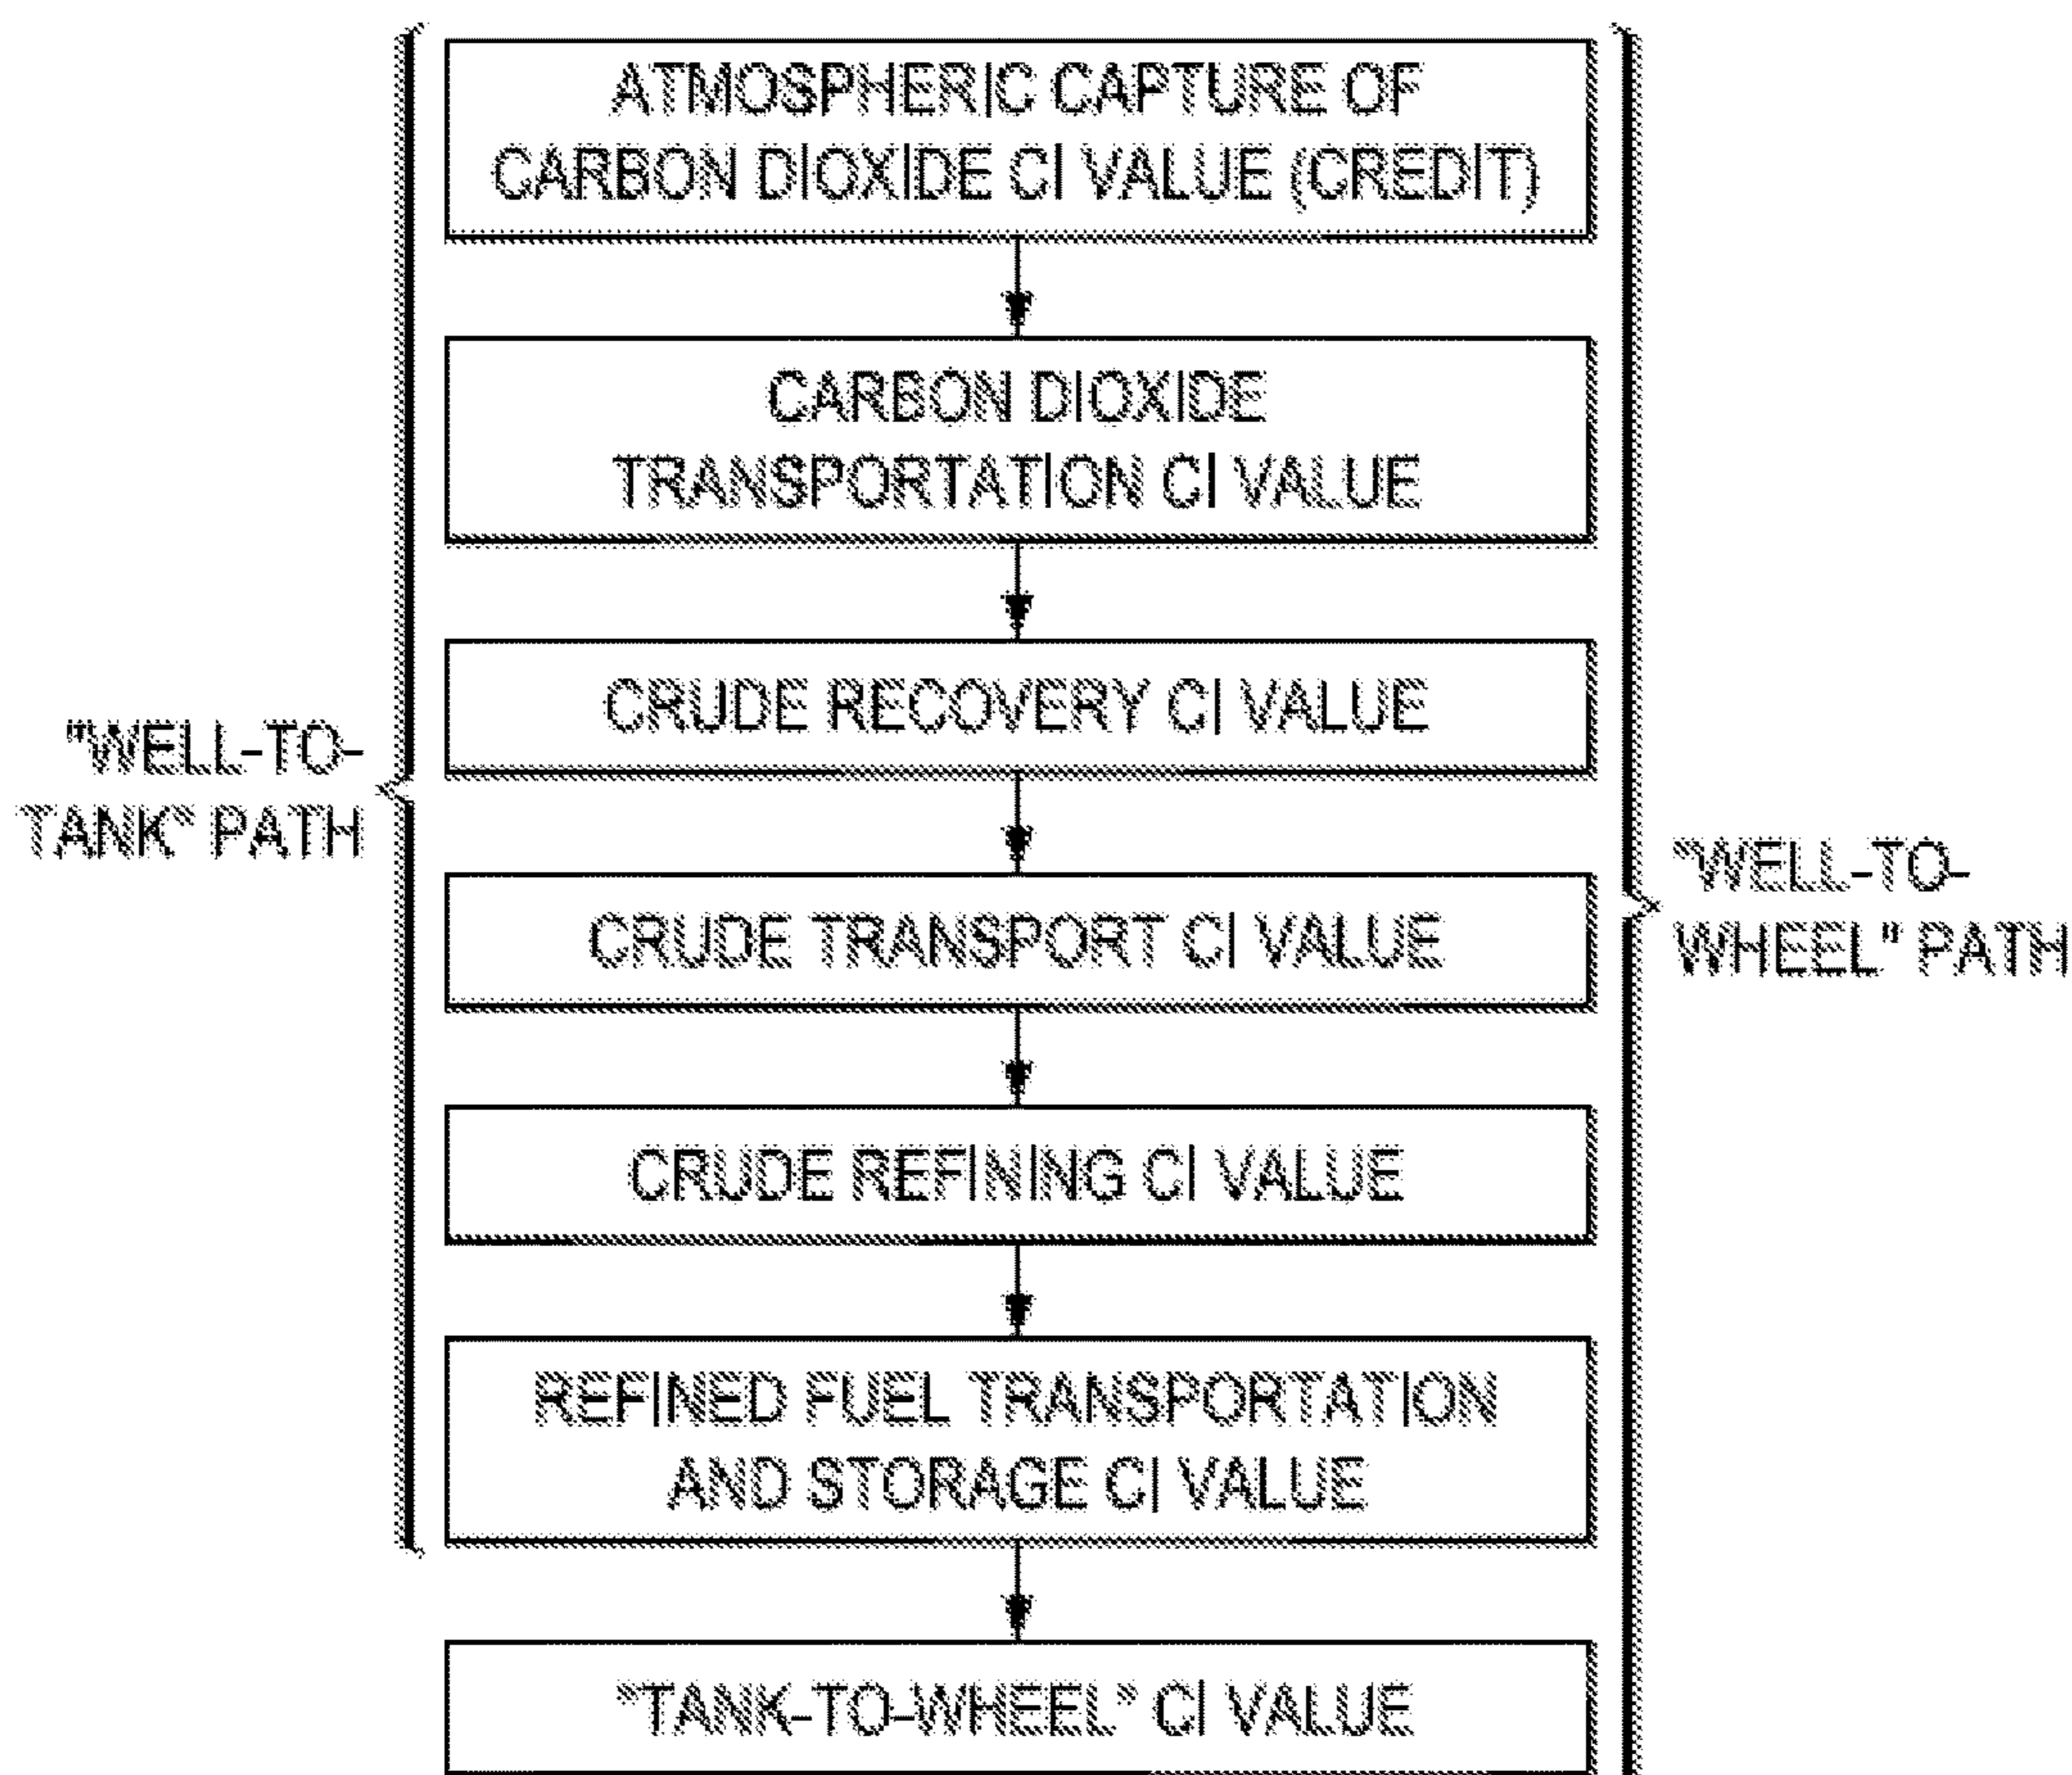 ATMOSPHERIC CAPTURE OF
CARBON DIOXIDE CI VALUE (CREDIT)
CARBON DIOXIDE
TRANSPORTATION CI VALUE
CRUDE RECOVERY CI VALUE
"WELL-TO-
TANK" PATH
CRUDE TRANSPORT CI VALUE
"WELL-TO-
WHEEL" PATH
CRUDE REFINING CI VALUE
REFINED FUEL TRANSPORTATION
AND STORAGE CI VALUE
"TANK-TO-WHEEL" CI VALUE